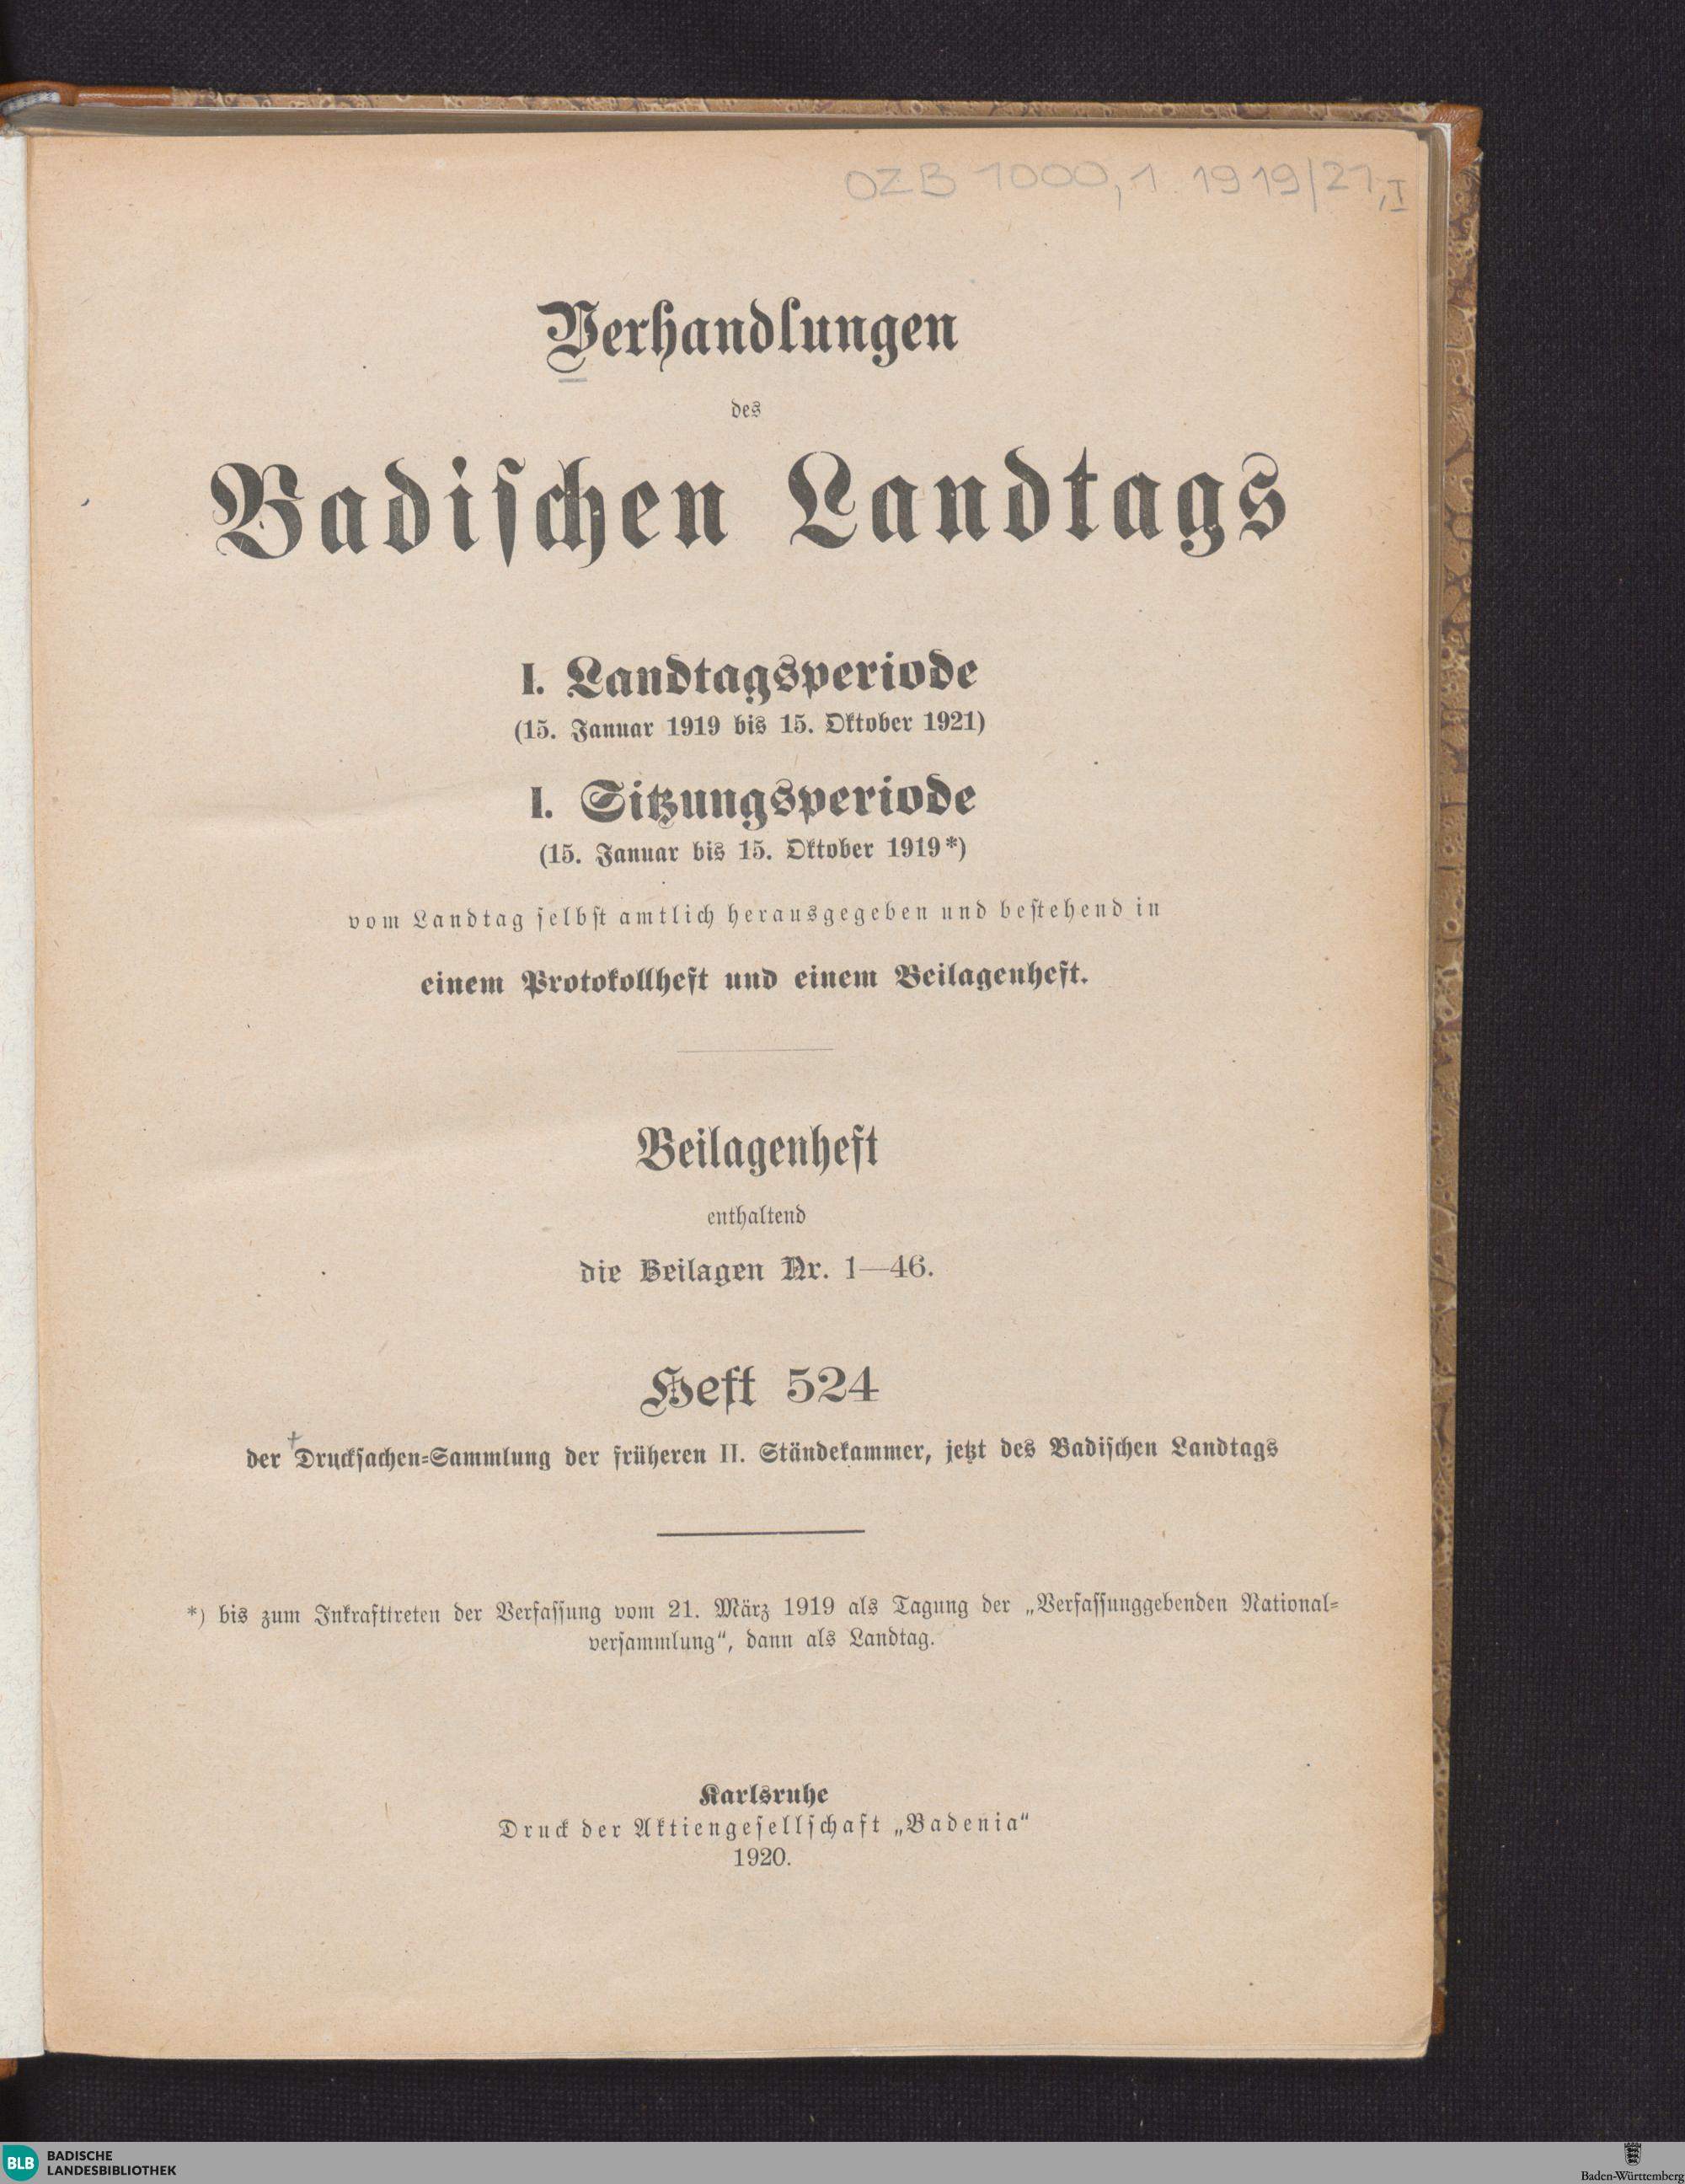 OZB 1000,1. 1919/21,I
Verhandlungen
des
Badischen Landtags
I. Landtagsperiode
(15. Januar 1919 bis 15. Oktober 1921)
I. Sitzungsperiode
(15. Januar bis 15. Oktober 1919*)
vom Landtag selbst amtlich herausgegeben und bestehend in
einem Protokollheft und einem Beilagenheft.
Beilagenheft
enthaltend
die Beilagen Nr. 1—46.
Heft 524
der Drucksachen=Sammlung der früheren II. Ständekammer, jetzt des Badischen Landtags
*) bis zum Inkrafttreten der Verfassung vom 21. März 1919 als Tagung der „Verfassunggebenden National=
versammlung“, dann als Landtag.
Karlsruhe
Druck der Aktiengesellschaft „Badenia“
1920.
BLB BADISCHE
LANDESBIBLIOTHEK
Baden-Württemberg